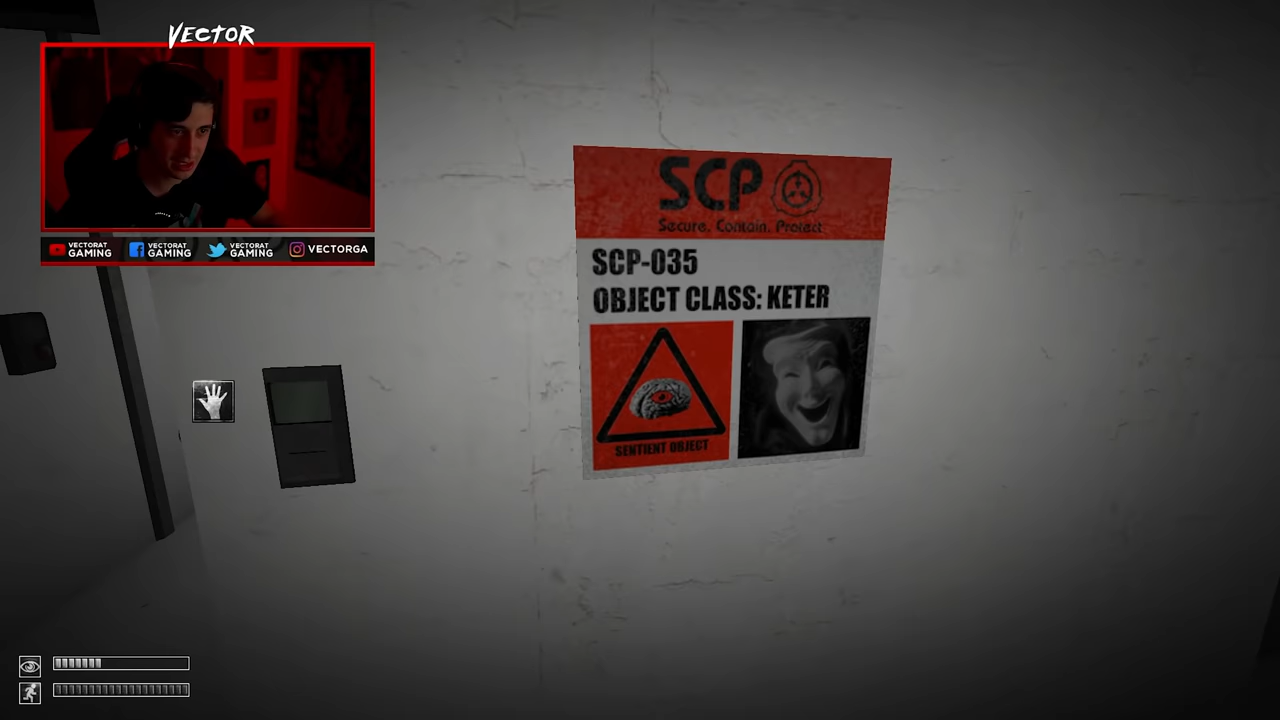 VECTOR
VECTORAT GAMING
VECTORAT GAMING
VECTORAT GAMING
VECTORGA
SCP
Secure. Contain. Protect.
SCP-035
OBJECT CLASS: KETER
SENTIENT OBJECT